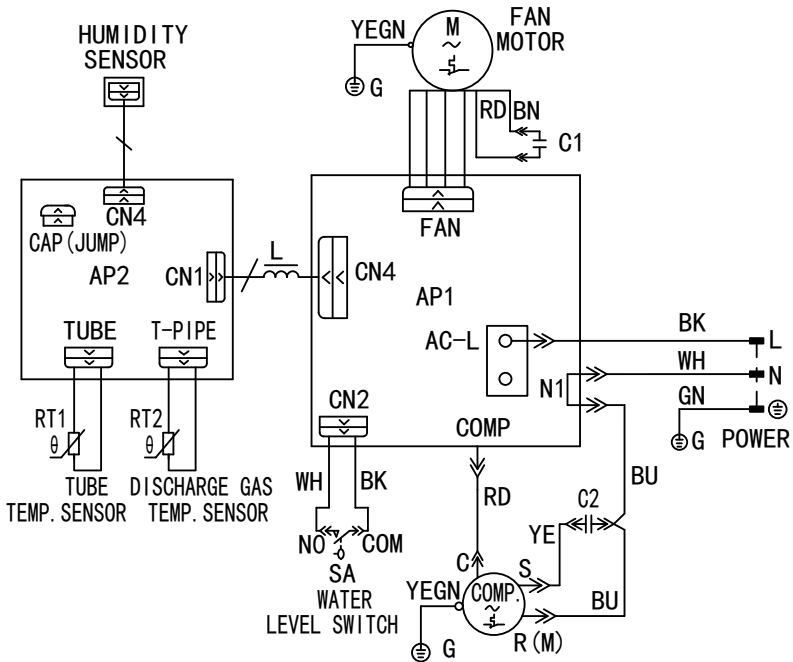 HUMIDITY
SENSOR
YEGN
M
FAN
MOTOR
G
RD
BN
C1
CN4
CAP(JUMP)
AP2
CN1
L
FAN
CN4
AP1
TUBE
T-PIPE
AC-L
BK
L
WH
N
N1
GN
G
POWER
RT1
θ
RT2
θ
CN2
COMP
TUBE
TEMP. SENSOR
DISCHARGE GAS
TEMP. SENSOR
WH
BK
RD
BU
C2
YE
NO
COM
SA
WATER
LEVEL SWITCH
C
S
YEGN
COMP.
BU
G
R(M)